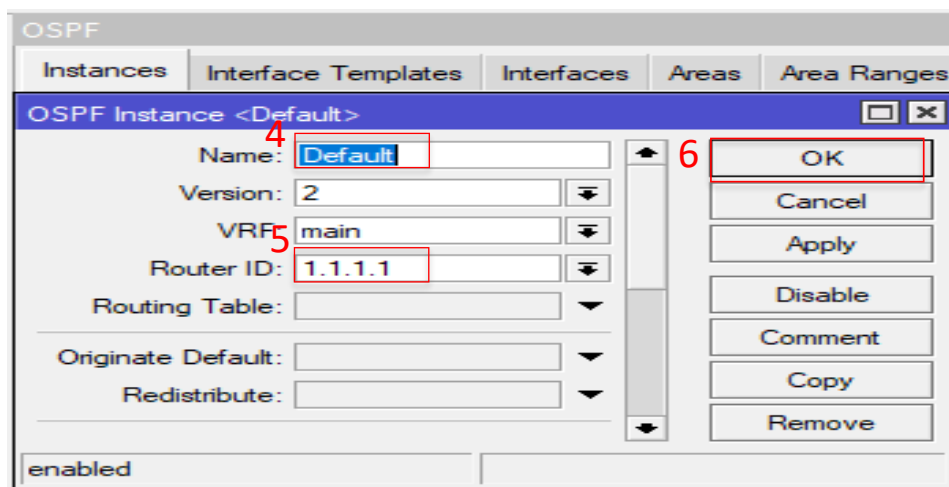 OSPF
Instances Interface Templates Interfaces Areas Area Ranges
OSPF Instance <Default>
4
Name: Default
6 OK
Version: 2
Cancel
VRF: main
5
Apply
Router ID: 1.1.1.1
Routing Table:
Disable
Comment
Originate Default:
Copy
Redistribute:
Remove
enabled